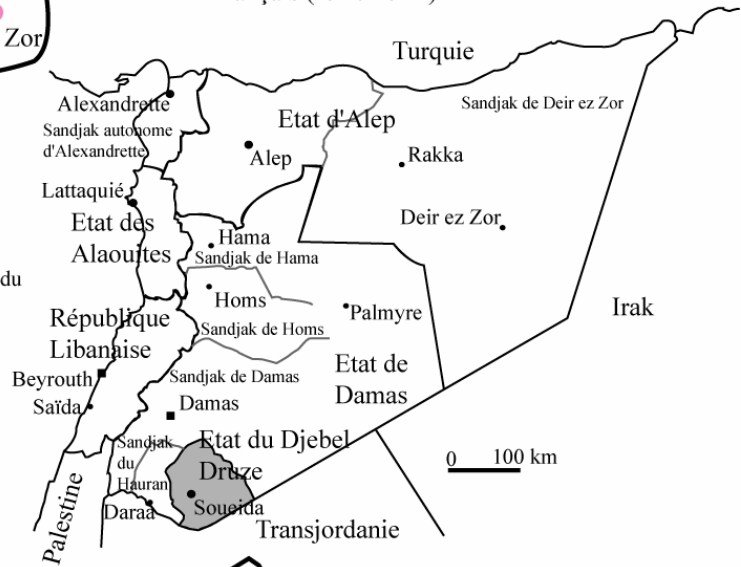 Zor
Turquie
Alexandrette
Sandjak autonome
d'Alexandrette
Etat d'Alep
Sandjak de Deir ez Zor
Alep
Rakka
Lattaquié
Deir ez Zor
Etat des
Alaouites
Hama
Sandjak de Hama
du
Homs
Palmyre
Irak
République
Libanaise
Sandjak de Homs
Beyrouth
Saïda
Sandjak de Damas
Damas
Etat de
Damas
Sandjak
du
Hauran
Etat du Djebel
Druze
0 100 km
Daraa
Soueida
Palestine
Transjordanie